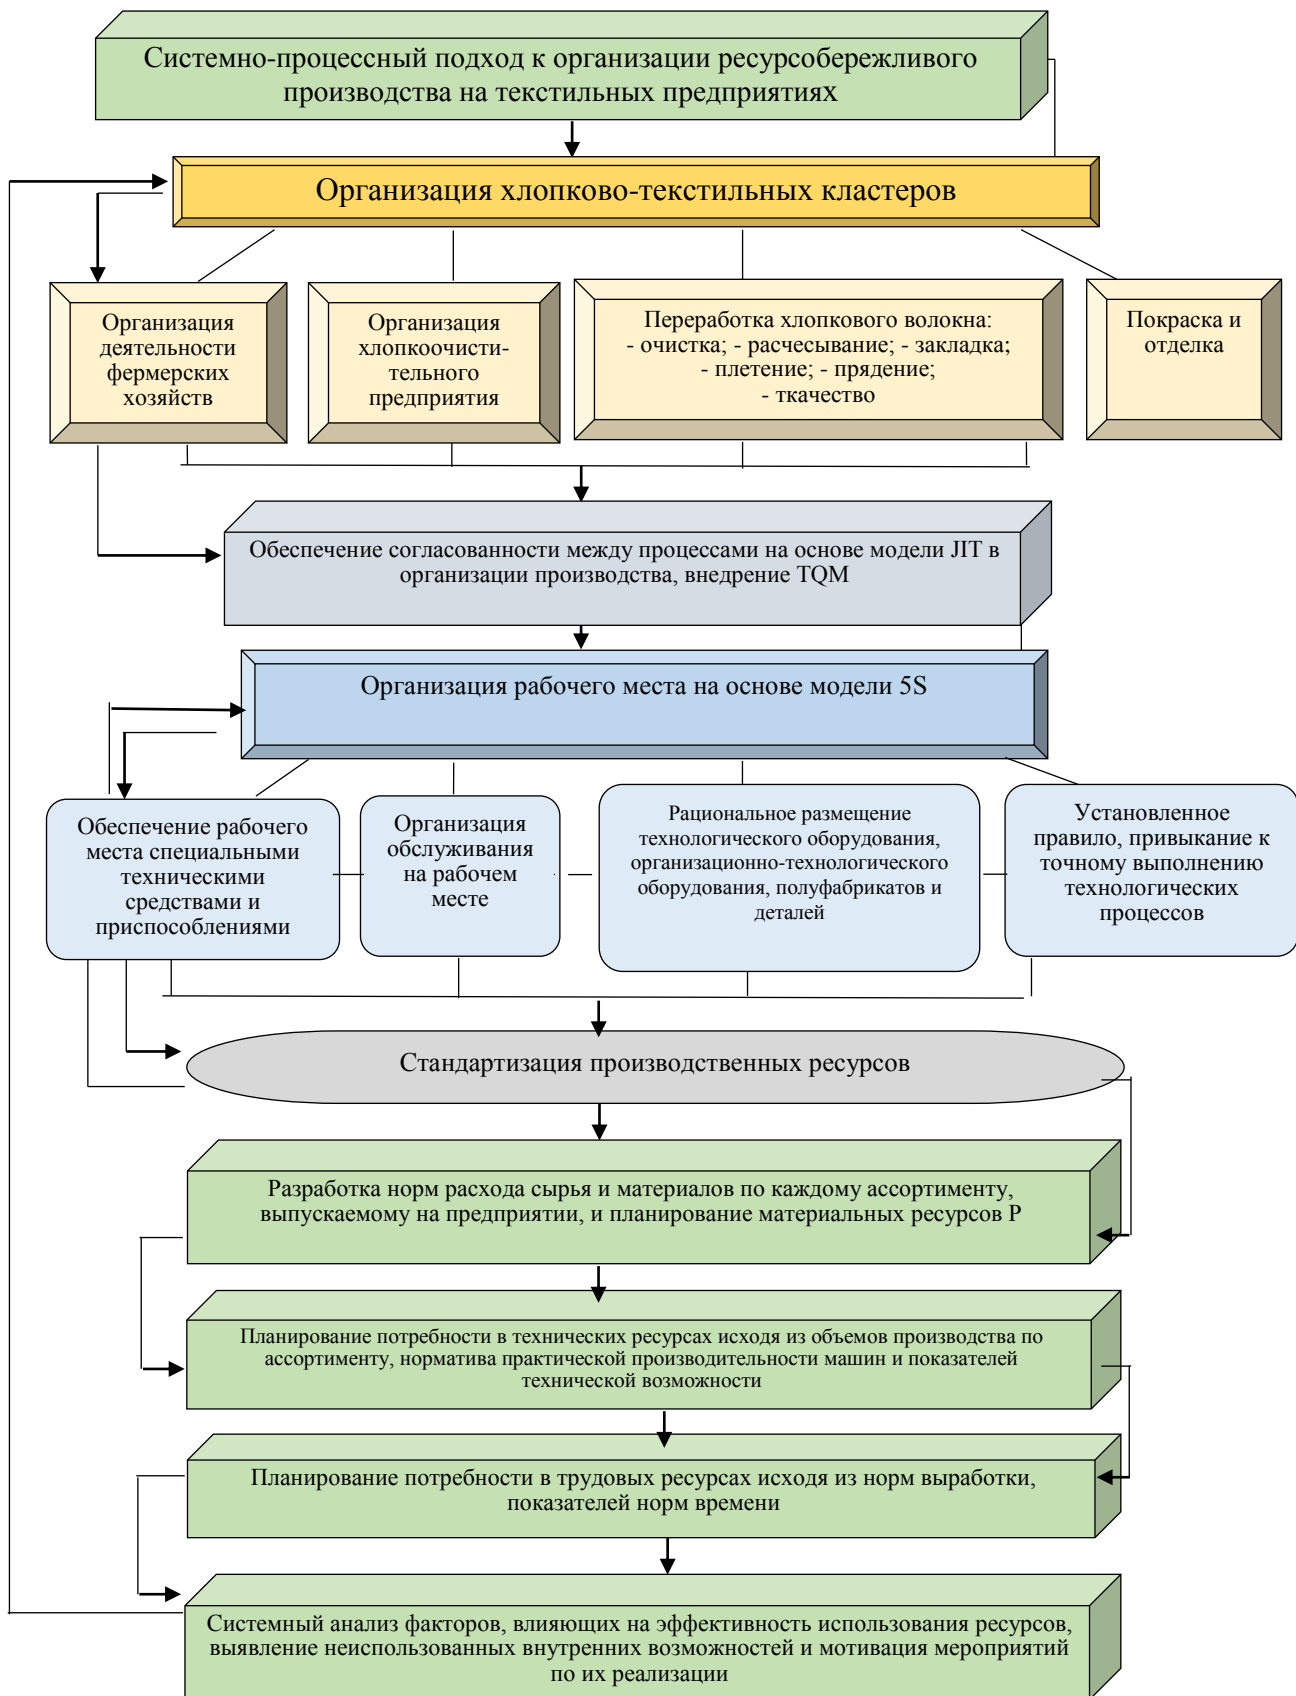 Системно-процессный подход к организации ресурсобережливого
производства на текстильных предприятиях
Организация хлопково-текстильных кластеров
Организация
деятельности
фермерских
хозяйств
Организация
хлопкоочисти-
тельного
предприятия
Переработка хлопкового волокна:
- очистка; - расчесывание; - закладка;
- плетение; - прядение;
- ткачество
Покраска и
отделка
Обеспечение согласованности между процессами на основе модели JIT в
организации производства, внедрение TQM
Организация рабочего места на основе модели 5S
Обеспечение рабочего
места специальными
техническими
средствами и
приспособлениями
Организация
обслуживания
на рабочем
месте
Рациональное размещение
технологического оборудования,
организационно-технологического
оборудования, полуфабрикатов и
деталей
Установленное
правило, привыкание к
точному выполнению
технологических
процессов
Стандартизация производственных ресурсов
Разработка норм расхода сырья и материалов по каждому ассортименту,
выпускаемому на предприятии, и планирование материальных ресурсов Р
Планирование потребности в технических ресурсах исходя из объемов производства по
ассортименту, норматива практической производительности машин и показателей
технической возможности
Планирование потребности в трудовых ресурсах исходя из норм выработки,
показателей норм времени
Системный анализ факторов, влияющих на эффективность использования ресурсов,
выявление неиспользованных внутренних возможностей и мотивация мероприятий
по их реализации